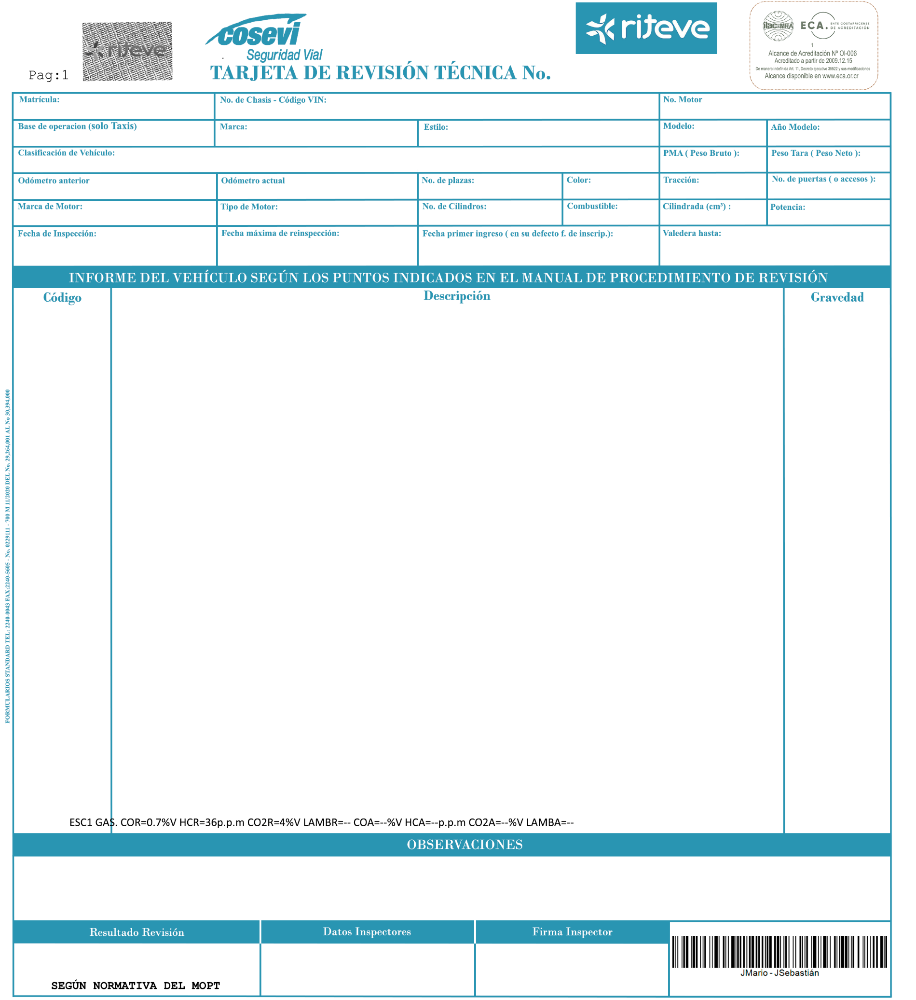 riteve
cosevi
Seguridad Vial
riteve
ilac-MRA
ECA. ENTE COSTARRICENSE
DE ACREDITACIÓN
1
Alcance de Acreditación Nº OI-006
Acreditado a partir de 2009.12.15
De manera indefinida Art. 11, Decreto ejecutivo 35522 y sus modificaciones
Alcance disponible en www.eca.or.cr
Pag:1
TARJETA DE REVISIÓN TÉCNICA No.
Matrícula: No. de Chasis - Código VIN: No. Motor
Base de operacion (solo Taxis) Marca: Estilo: Modelo: Año Modelo:
Clasificación de Vehículo: PMA ( Peso Bruto ): Peso Tara ( Peso Neto ):
Odómetro anterior Odómetro actual No. de plazas: Color: Tracción: No. de puertas ( o accesos ):
Marca de Motor: Tipo de Motor: No. de Cilindros: Combustible: Cilindrada (cm³) : Potencia:
Fecha de Inspección: Fecha máxima de reinspección: Fecha primer ingreso ( en su defecto f. de inscrip.): Valedera hasta:
INFORME DEL VEHÍCULO SEGÚN LOS PUNTOS INDICADOS EN EL MANUAL DE PROCEDIMIENTO DE REVISIÓN
Código Descripción Gravedad
FORMULARIOS STANDARD TEL: 2240-0043 FAX:2240-5605 - No. 0229111 - 700 M 11/2020 DEL No. 29,264,001 AL No 30,394,000
ESC1 GAS. COR=0.7%V HCR=36p.p.m CO2R=4%V LAMBR=-- COA=--%V HCA=--p.p.m CO2A=--%V LAMBA=--
OBSERVACIONES
Resultado Revisión Datos Inspectores Firma Inspector
JMario - JSebastián
SEGÚN NORMATIVA DEL MOPT